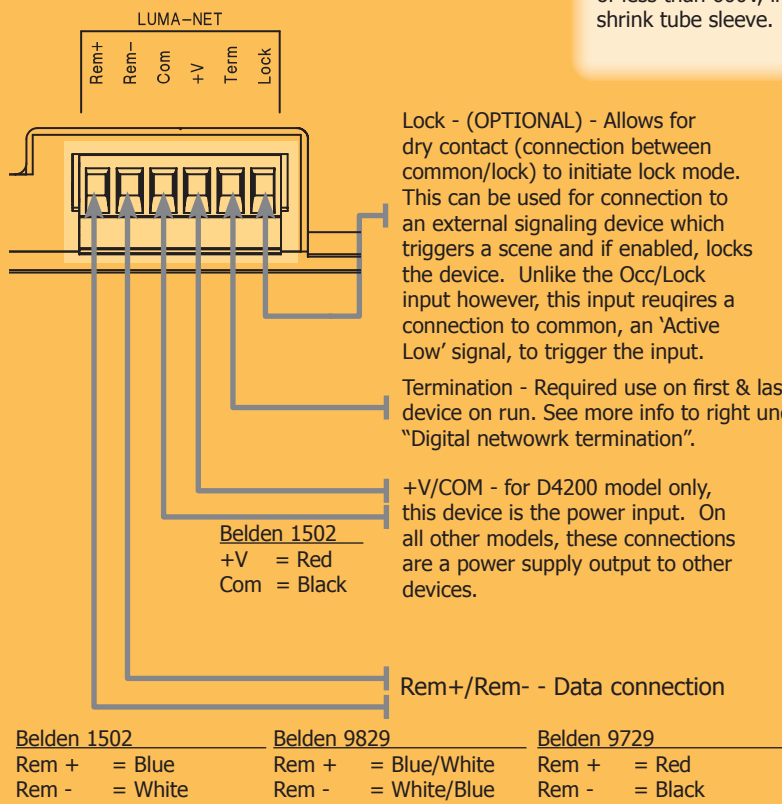 or less than 600V, in
shrink tube sleeve.
LUMA-NET
Rem+
Rem-
Com
+V
Term
Lock
Lock - (OPTIONAL) - Allows for
dry contact (connection between
common/lock) to initiate lock mode.
This can be used for connection to
an external signaling device which
triggers a scene and if enabled, locks
the device. Unlike the Occ/Lock
input however, this input reuqires a
connection to common, an ‘Active
Low’ signal, to trigger the input.
Termination - Required use on first & las
device on run. See more info to right un
“Digital netwowrk termination”.
+V/COM - for D4200 model only,
this device is the power input. On
all other models, these connections
are a power supply output to other
devices.
Belden 1502
+V = Red
Com = Black
Rem+/Rem- - Data connection
Belden 1502
Rem + = Blue
Rem - = White
Belden 9829
Rem + = Blue/White
Rem - = White/Blue
Belden 9729
Rem + = Red
Rem - = Black